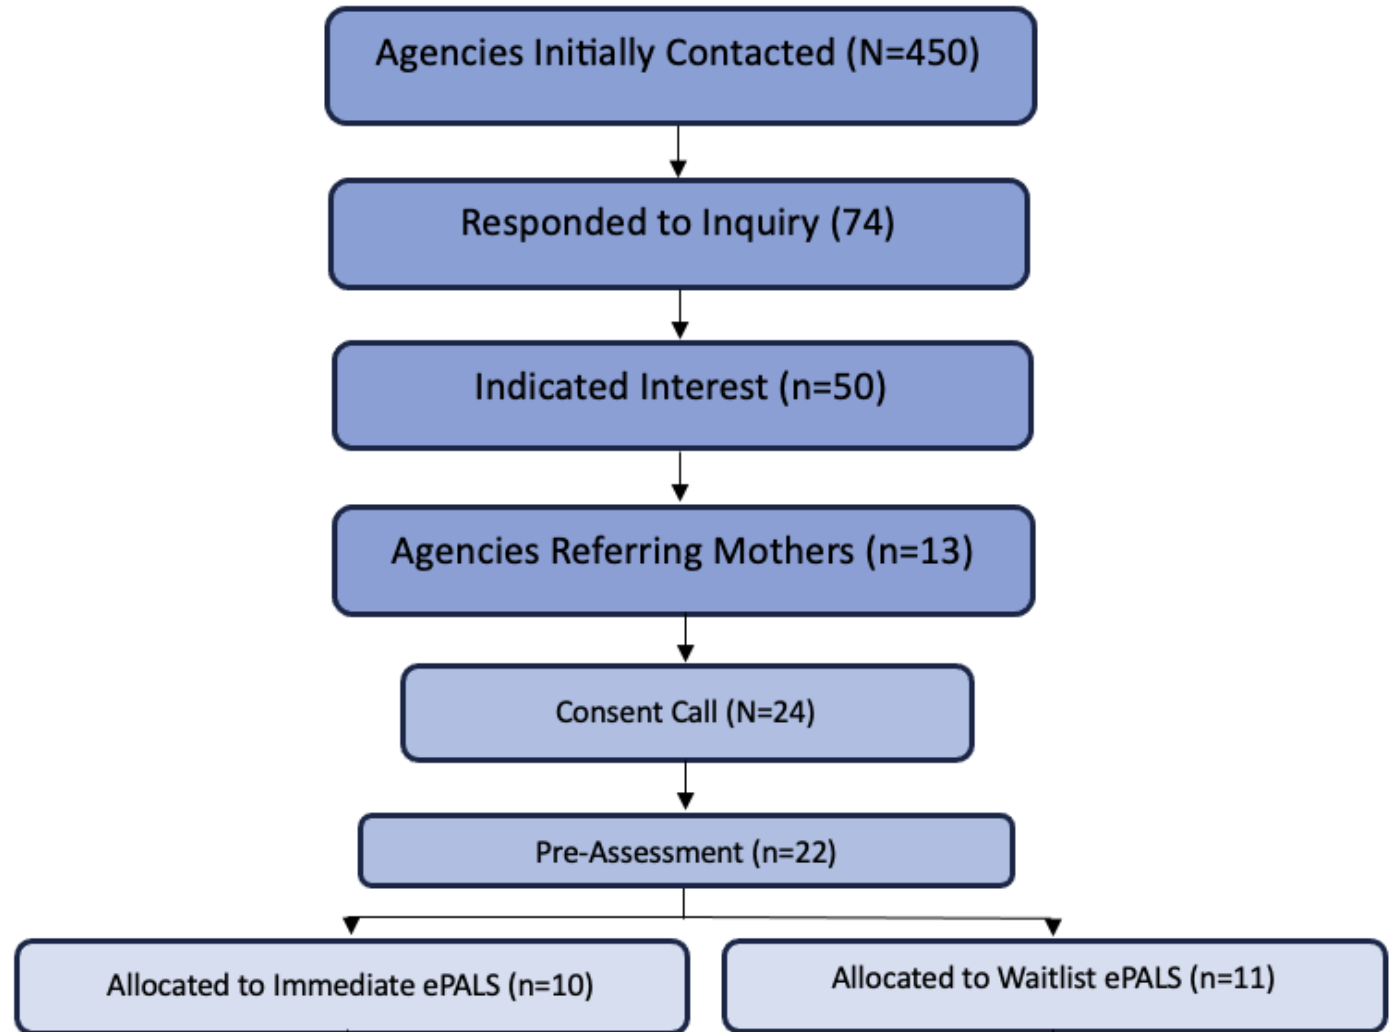 Agencies Initially Contacted (N=450)
Responded to Inquiry (74)
Indicated Interest (n=50)
Agencies Referring Mothers (n=13)
Consent Call (N=24)
Pre-Assessment (n=22)
Allocated to Immediate ePALS (n=10)
Allocated to Waitlist ePALS (n=11)